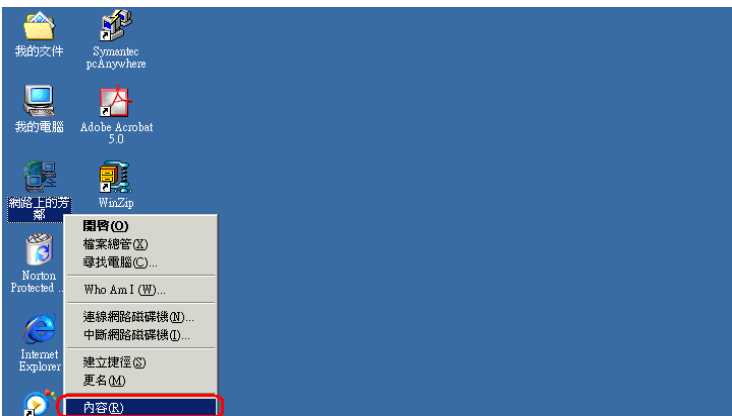 我的文件
Symantec
pcAnywhere
我的電腦
Adobe Acrobat
5.0
網路上的芳
鄰
WinZip
Norton
Protected ..
Internet
Explorer
開啓(O)
檔案總管(X)
尋找電腦(C)...
Who Am I (W)...
連線網路磁碟機(N)...
中斷網路磁碟機(I)...
建立捷徑(S)
更名(M)
內容(R)